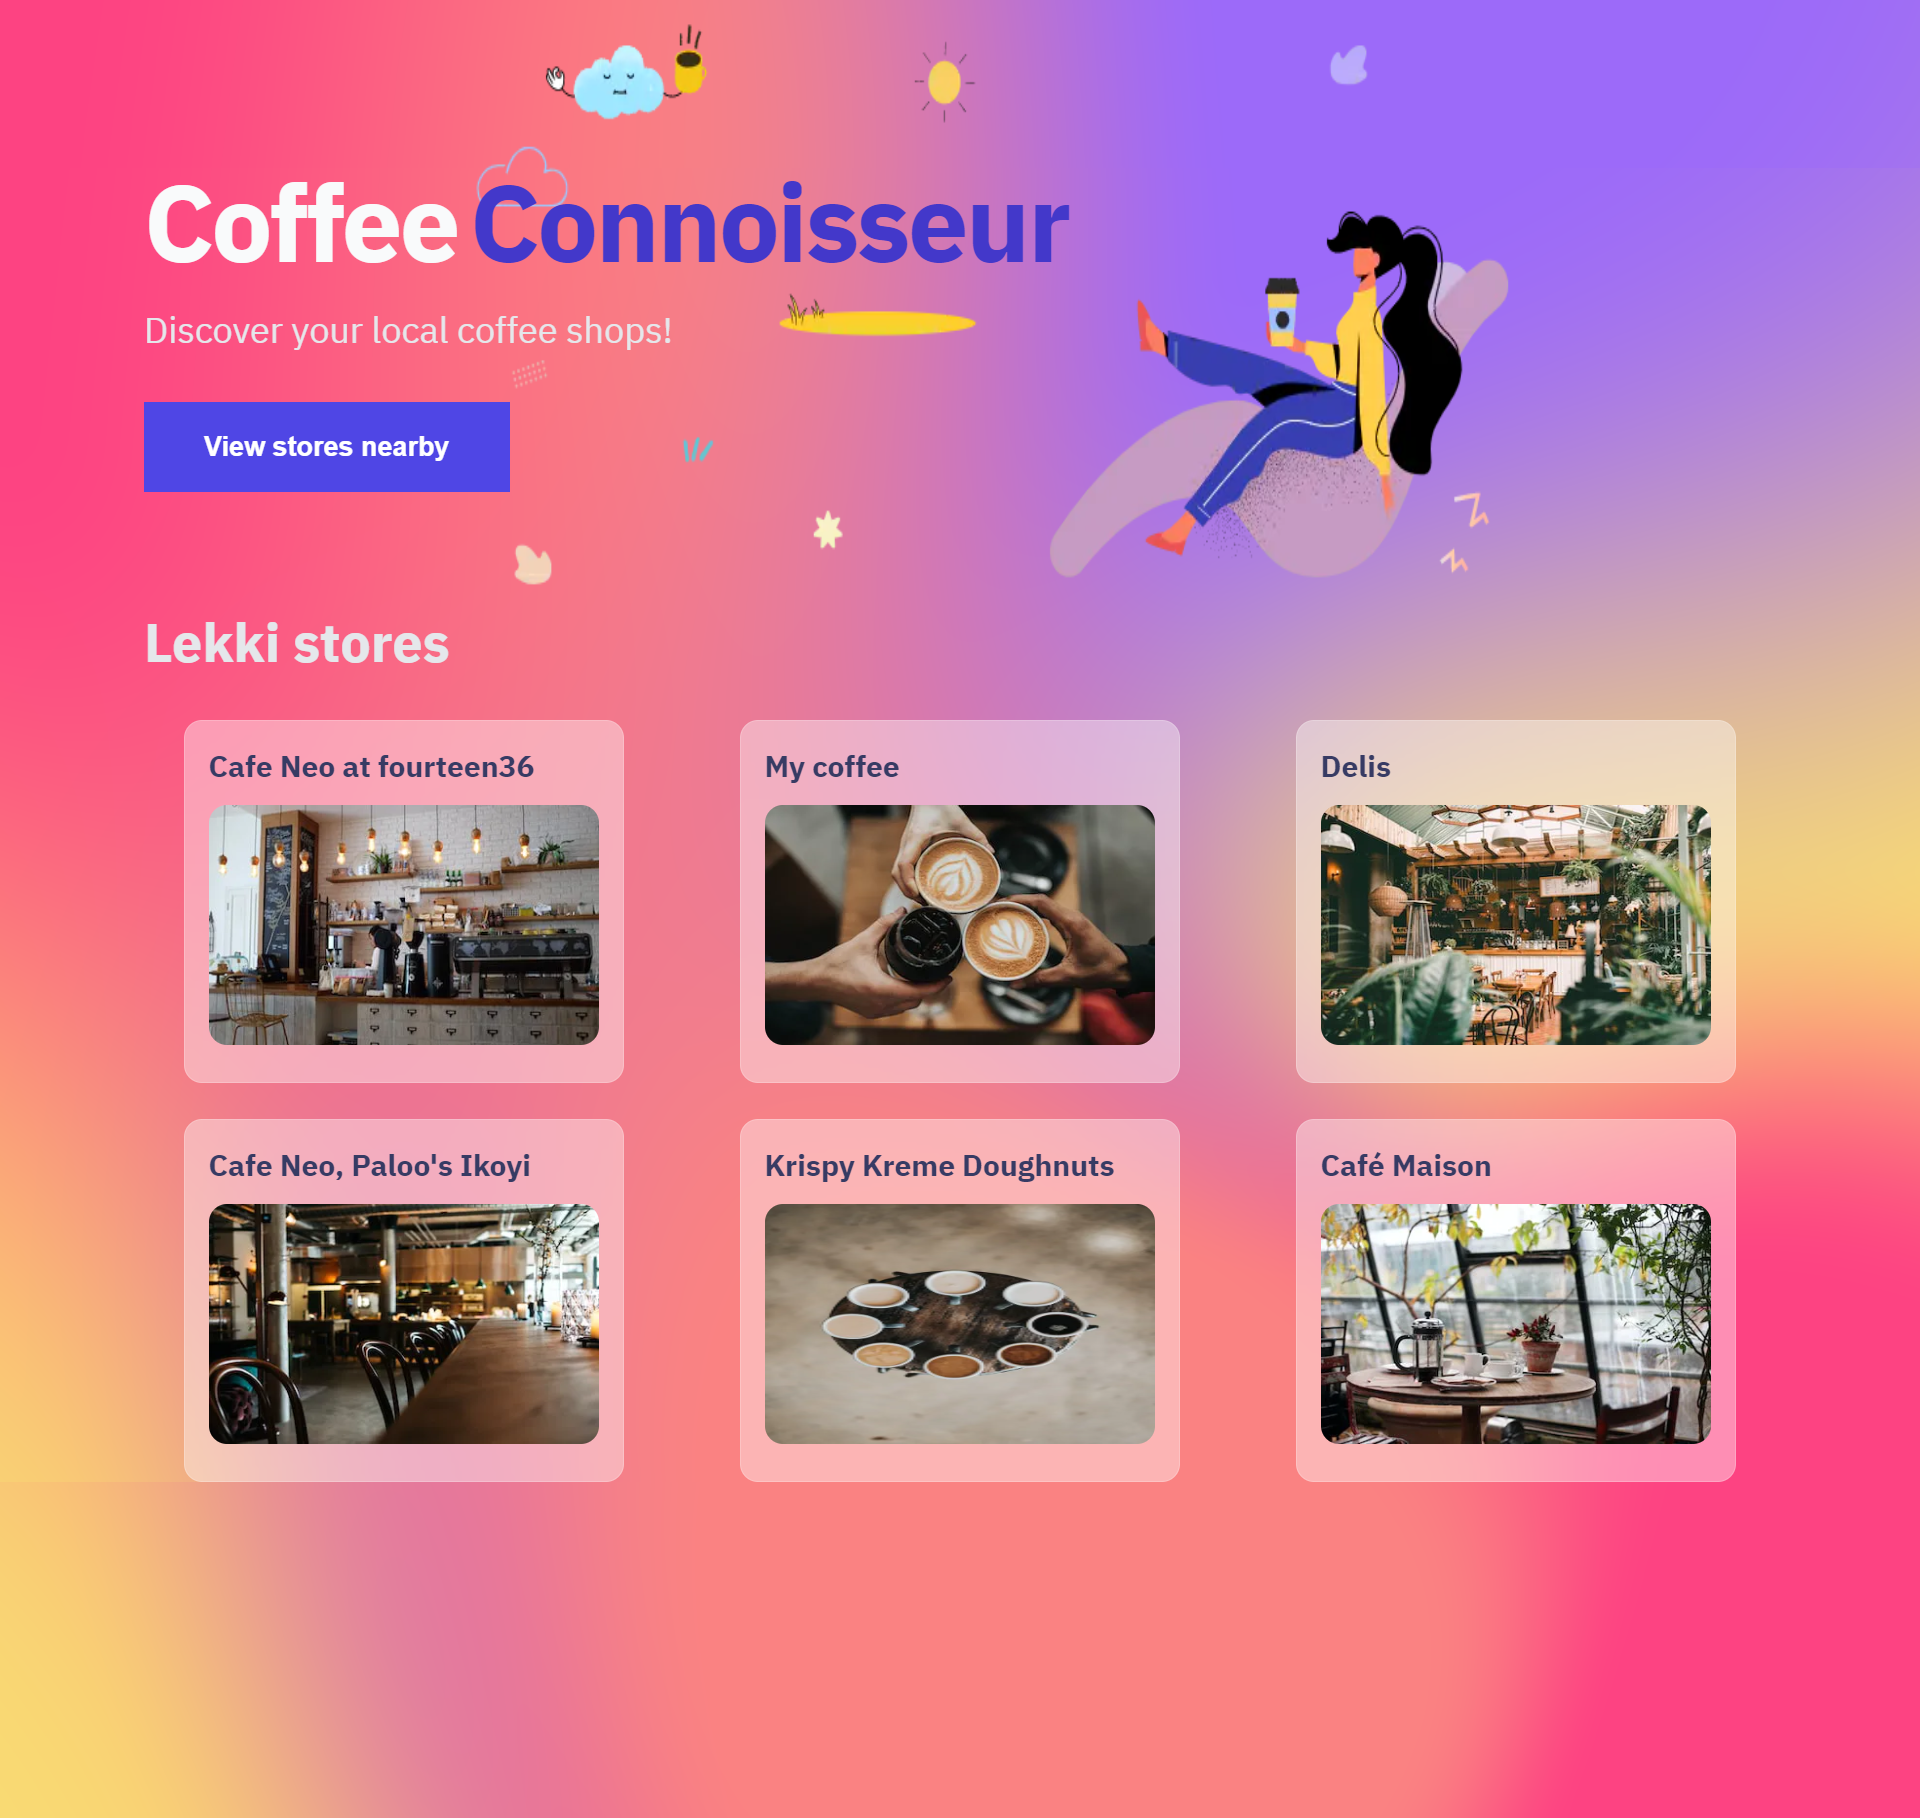 Coffee Connoisseur
Discover your local coffee shops!
View stores nearby
Lekki stores
Cafe Neo at fourteen36
My coffee
Delis
Cafe Neo, Paloo's Ikoyi
Krispy Kreme Doughnuts
Café Maison